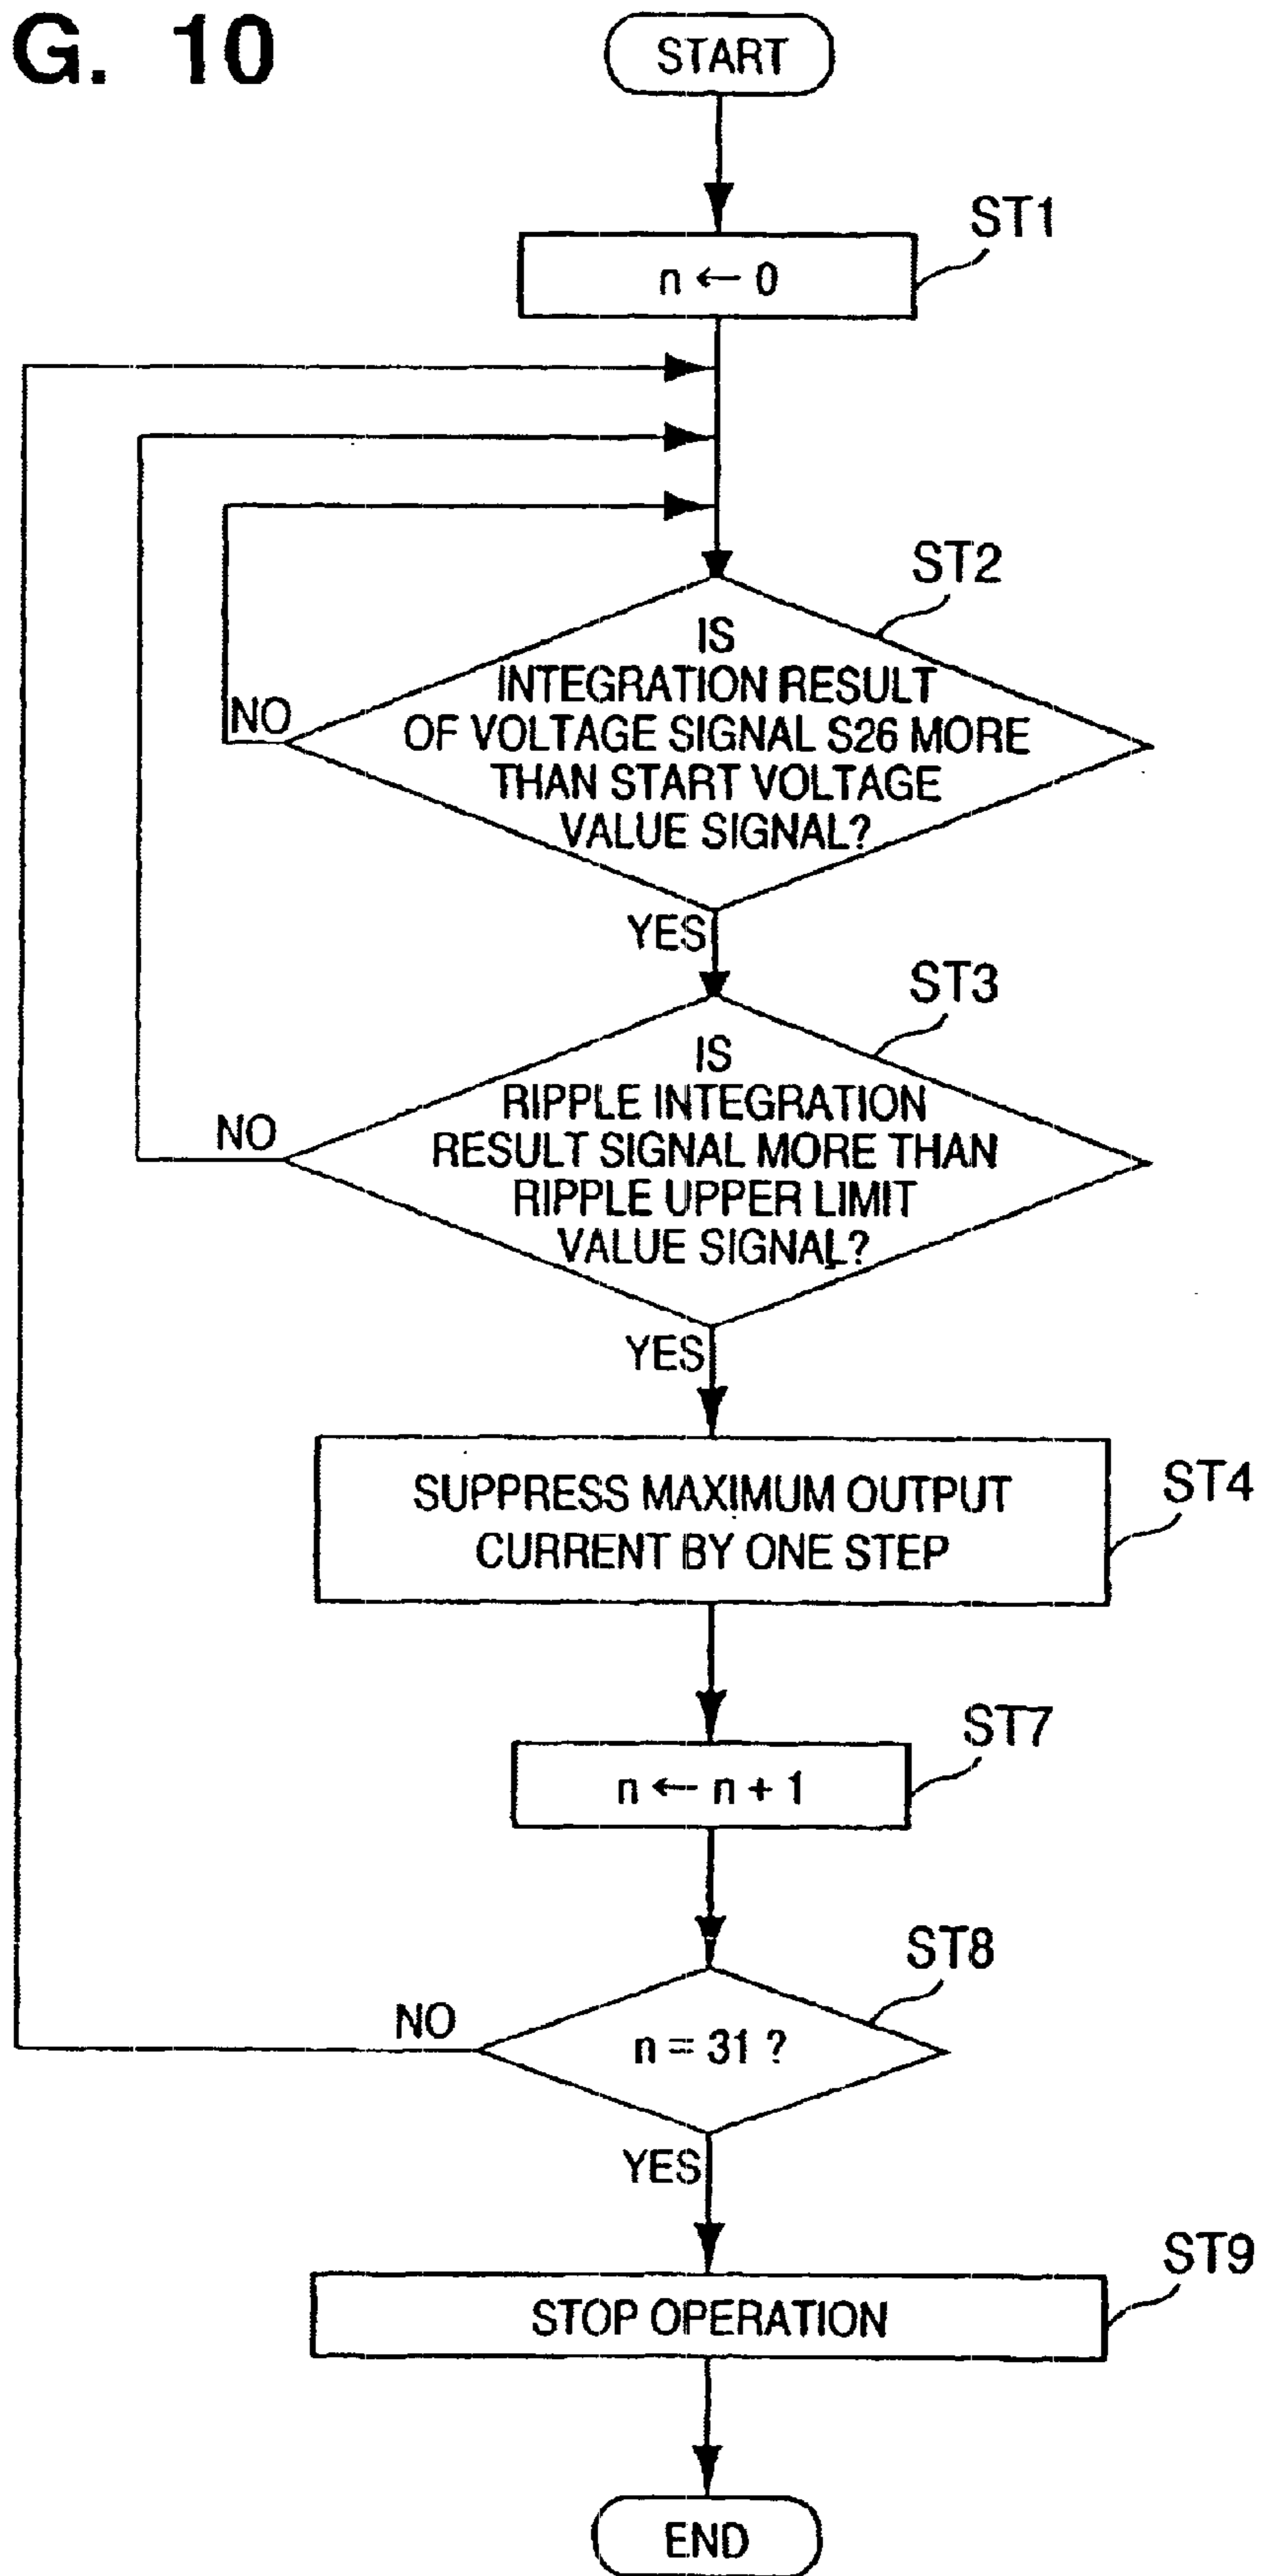 G. 10
START
ST1
n ← 0
ST2
IS
INTEGRATION RESULT
OF VOLTAGE SIGNAL S26 MORE
THAN START VOLTAGE
VALUE SIGNAL?
NO
YES
ST3
IS
RIPPLE INTEGRATION
RESULT SIGNAL MORE THAN
RIPPLE UPPER LIMIT
VALUE SIGNAL?
NO
YES
ST4
SUPPRESS MAXIMUM OUTPUT
CURRENT BY ONE STEP
ST7
n ← n + 1
ST8
NO
n = 31 ?
YES
ST9
STOP OPERATION
END